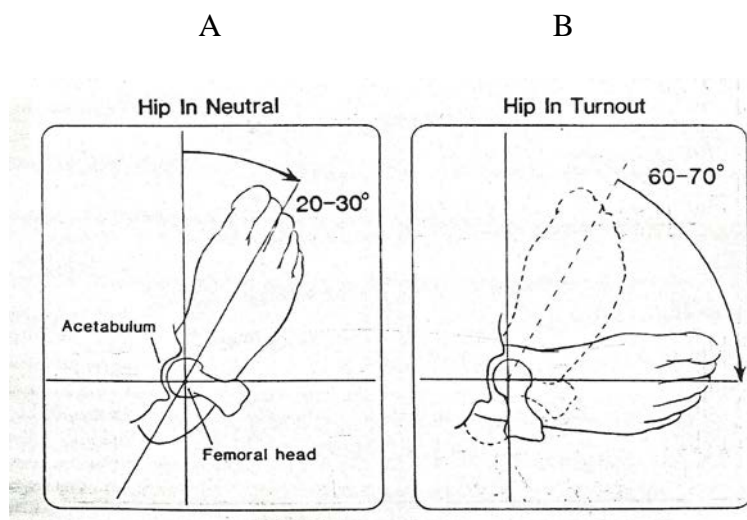 A
B
Hip In Neutral
Hip In Turnout
20–30°
60–70°
Acetabulum
Femoral head